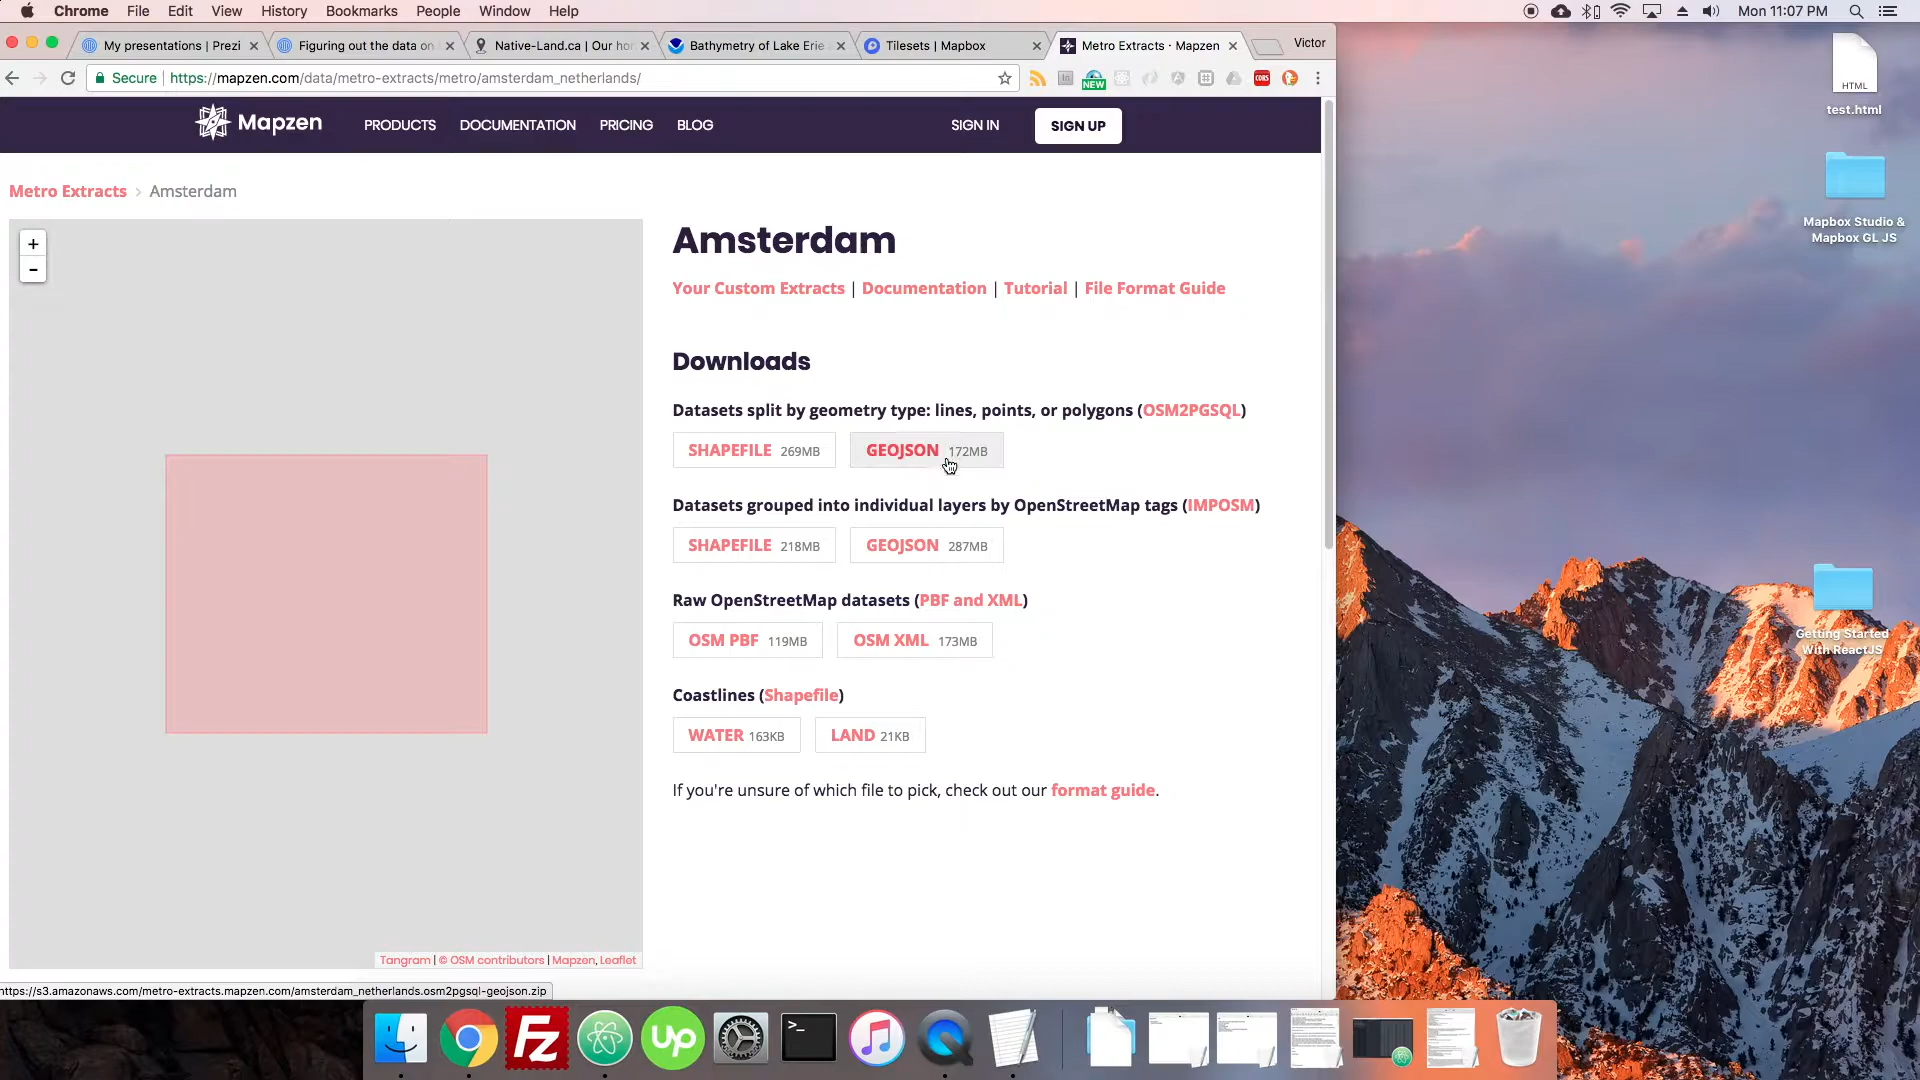 Chrome File Edit View History Bookmarks People Window Help Mon 11:07 PM
My presentations | Prezi Figuring out the data on Native-Land.ca | Our ho Bathymetry of Lake Erie Tilesets | Mapbox Metro Extracts · Mapzen Victor
Secure https://mapzen.com/data/metro-extracts/metro/amsterdam_netherlands/ NEW CORS
Mapzen PRODUCTS DOCUMENTATION PRICING BLOG SIGN IN SIGN UP
Metro Extracts > Amsterdam
+
-
Amsterdam
Your Custom Extracts | Documentation | Tutorial | File Format Guide
Downloads
Datasets split by geometry type: lines, points, or polygons (OSM2PGSQL)
SHAPEFILE 269MB GEOJSON 172MB
Datasets grouped into individual layers by OpenStreetMap tags (IMPOSM)
SHAPEFILE 218MB GEOJSON 287MB
Raw OpenStreetMap datasets (PBF and XML)
OSM PBF 119MB OSM XML 173MB
Coastlines (Shapefile)
WATER 163KB LAND 21KB
If you're unsure of which file to pick, check out our format guide.
Tangram | © OSM contributors | Mapzen, Leaflet
https://s3.amazonaws.com/metro-extracts.mapzen.com/amsterdam_netherlands.osm2pgsql-geojson.zip
HTML
test.html
Mapbox Studio &
Mapbox GL JS
Getting Started
With ReactJS
Fz
Up
>_